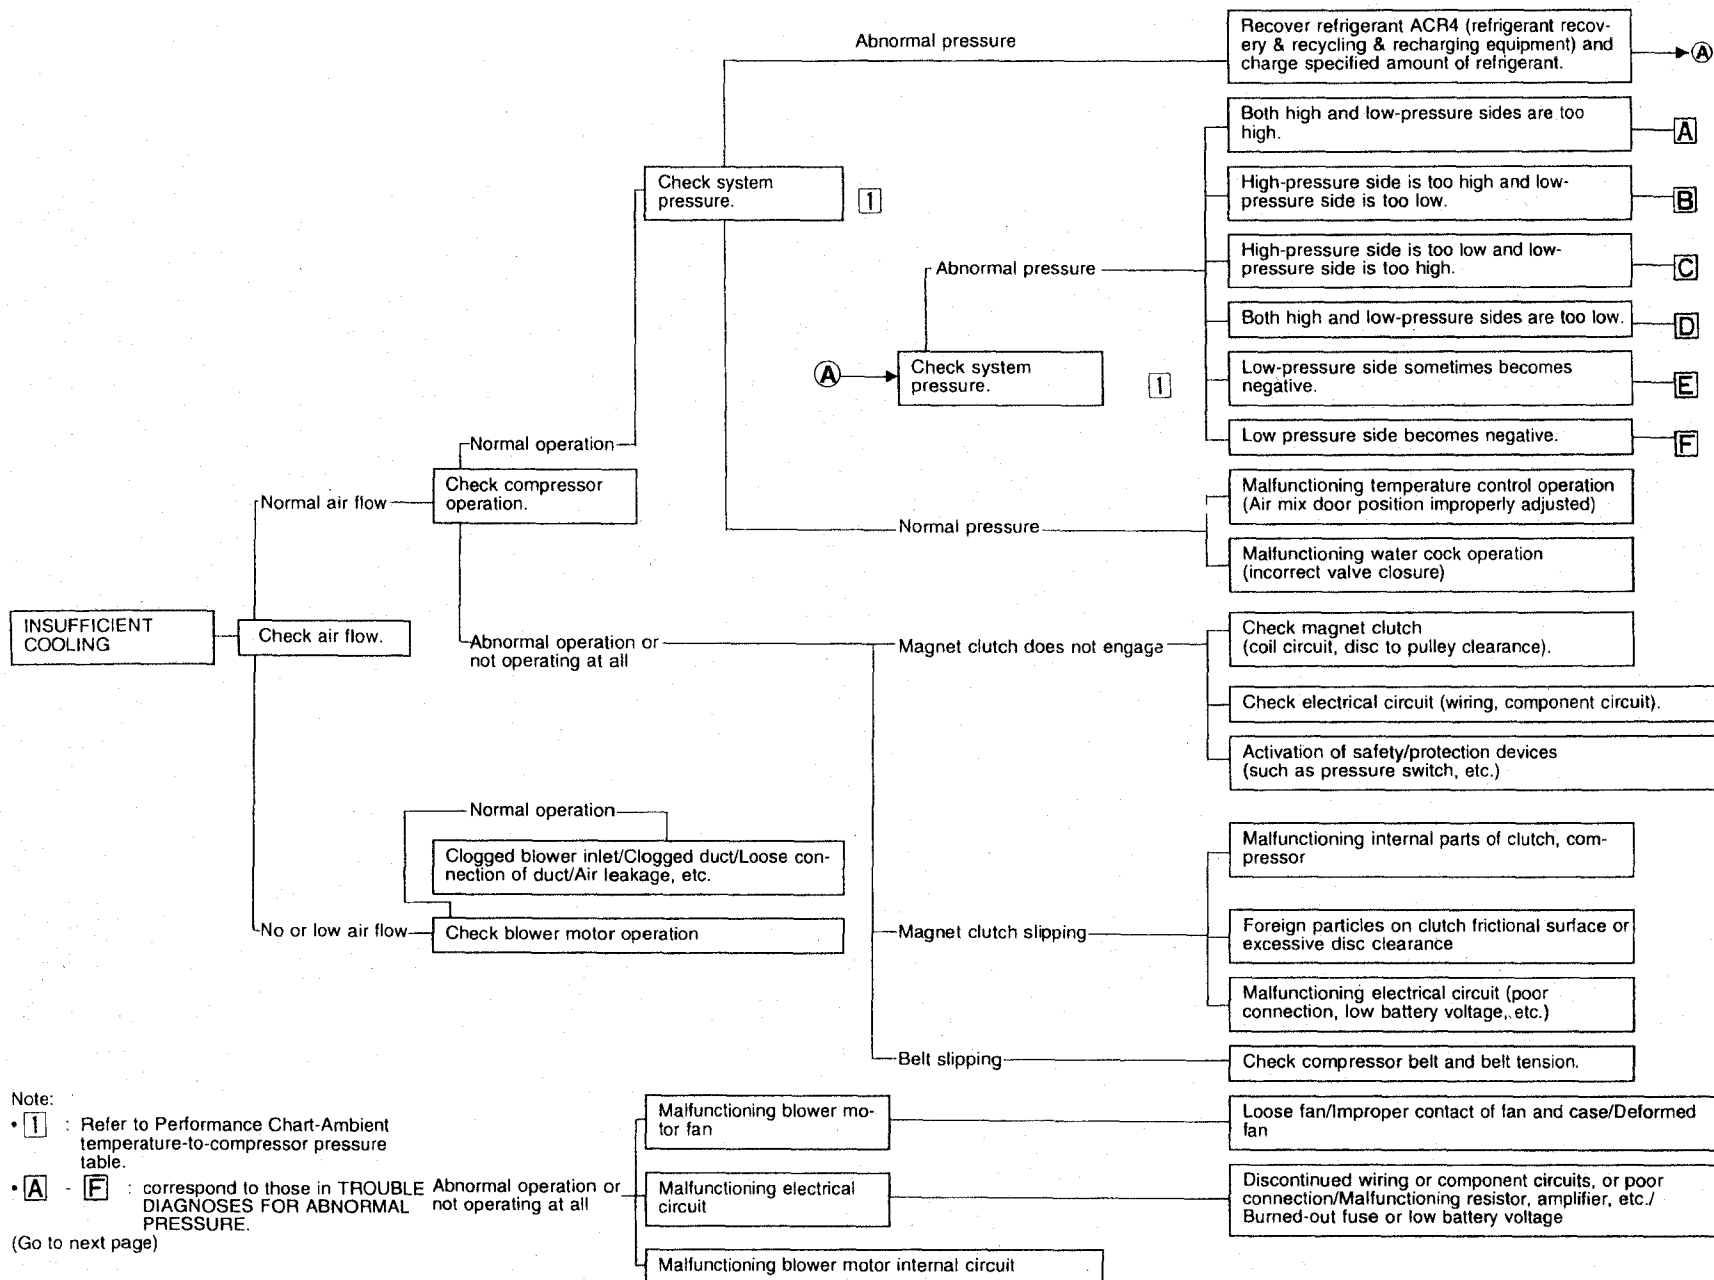 Abnormal pressure
Recover refrigerant ACR4 (refrigerant recov-
ery & recycling & recharging equipment) and
charge specified amount of refrigerant.
A
Both high and low-pressure sides are too
high.
A
Check system
pressure.
1
High-pressure side is too high and low-
pressure side is too low.
B
High-pressure side is too low and low-
pressure side is too high.
C
Abnormal pressure
Both high and low-pressure sides are too low.
D
A
Check system
pressure.
1
Low-pressure side sometimes becomes
negative.
E
Low pressure side becomes negative.
F
Normal operation
Check compressor
operation.
Normal air flow
Malfunctioning temperature control operation
(Air mix door position improperly adjusted)
Normal pressure
Malfunctioning water cock operation
(incorrect valve closure)
INSUFFICIENT
COOLING
Check air flow.
Abnormal operation or
not operating at all
Magnet clutch does not engage
Check magnet clutch
(coil circuit, disc to pulley clearance).
Check electrical circuit (wiring, component circuit).
Activation of safety/protection devices
(such as pressure switch, etc.)
Normal operation
Clogged blower inlet/Clogged duct/Loose con-
nection of duct/Air leakage, etc.
No or low air flow
Check blower motor operation
Malfunctioning internal parts of clutch, com-
pressor
Magnet clutch slipping
Foreign particles on clutch frictional surface or
excessive disc clearance
Malfunctioning electrical circuit (poor
connection, low battery voltage, etc.)
Belt slipping
Check compressor belt and belt tension.
Note:
• 1 : Refer to Performance Chart-Ambient
temperature-to-compressor pressure
table.
• A - F : correspond to those in TROUBLE
DIAGNOSES FOR ABNORMAL
PRESSURE.
(Go to next page)
Abnormal operation or
not operating at all
Malfunctioning blower mo-
tor fan
Loose fan/Improper contact of fan and case/Deformed
fan
Malfunctioning electrical
circuit
Discontinued wiring or component circuits, or poor
connection/Malfunctioning resistor, amplifier, etc./
Burned-out fuse or low battery voltage
Malfunctioning blower motor internal circuit